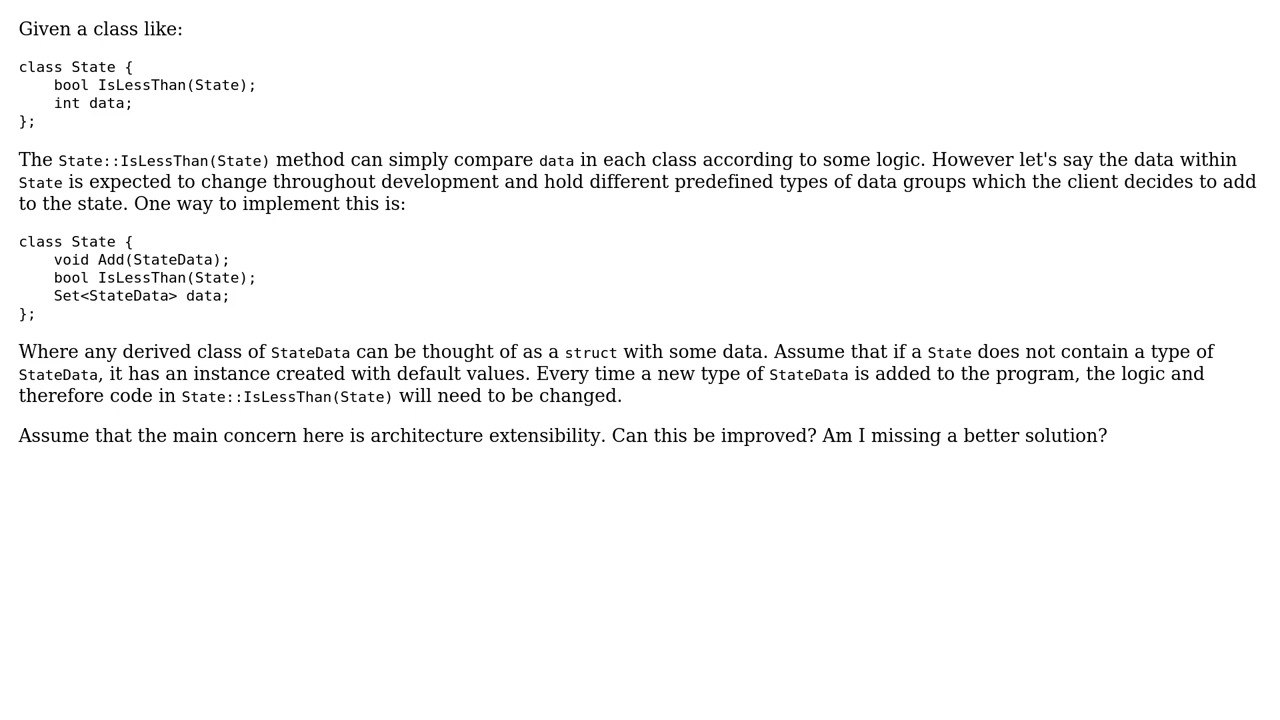 Given a class like:
class State {
    bool IsLessThan(State);
    int data;
};
The State::IsLessThan(State) method can simply compare data in each class according to some logic. However let's say the data within
State is expected to change throughout development and hold different predefined types of data groups which the client decides to add
to the state. One way to implement this is:
class State {
    void Add(StateData);
    bool IsLessThan(State);
    Set<StateData> data;
};
Where any derived class of StateData can be thought of as a struct with some data. Assume that if a State does not contain a type of
StateData, it has an instance created with default values. Every time a new type of StateData is added to the program, the logic and
therefore code in State::IsLessThan(State) will need to be changed.
Assume that the main concern here is architecture extensibility. Can this be improved? Am I missing a better solution?